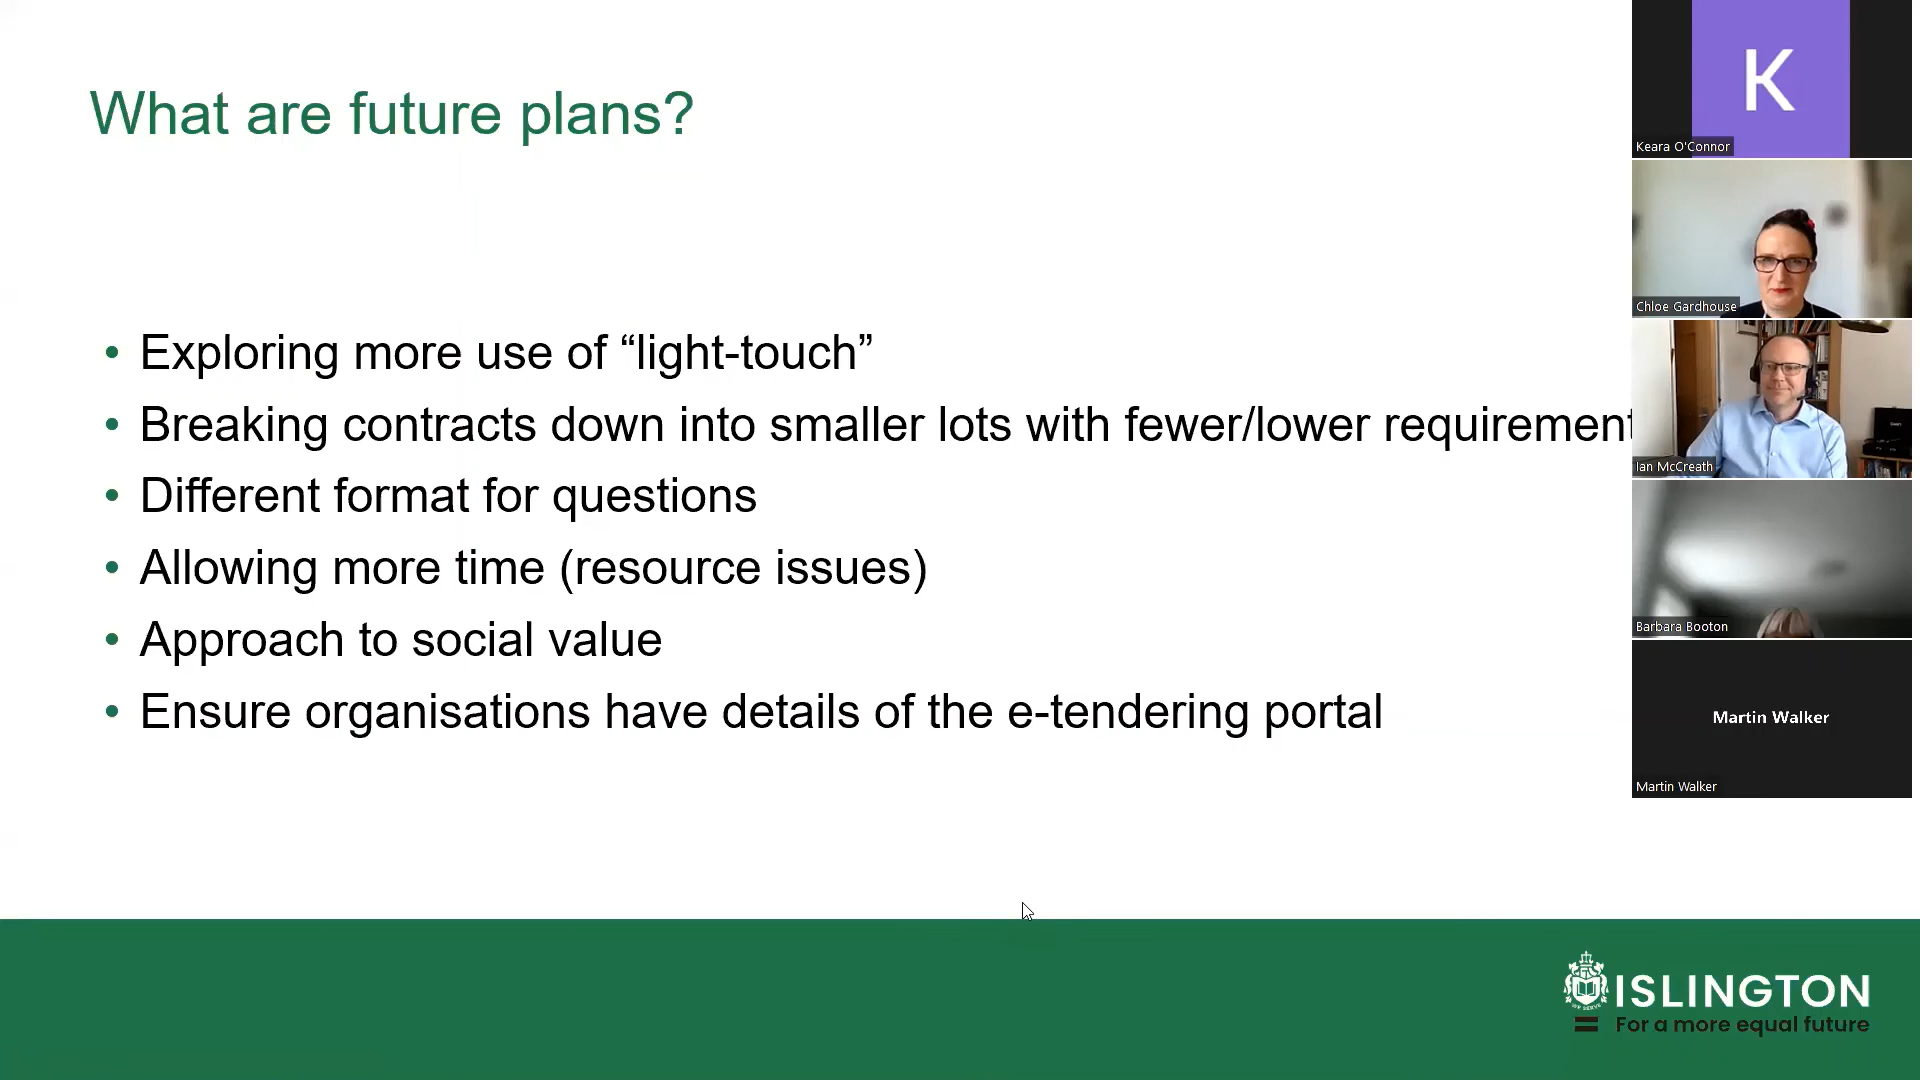 What are future plans?
• Exploring more use of “light-touch”
• Breaking contracts down into smaller lots with fewer/lower requirement
• Different format for questions
• Allowing more time (resource issues)
• Approach to social value
• Ensure organisations have details of the e-tendering portal
K
Keara O'Connor
Chloe Gardhouse
Ian McCreath
Barbara Booton
Martin Walker
Martin Walker
ISLINGTON
For a more equal future